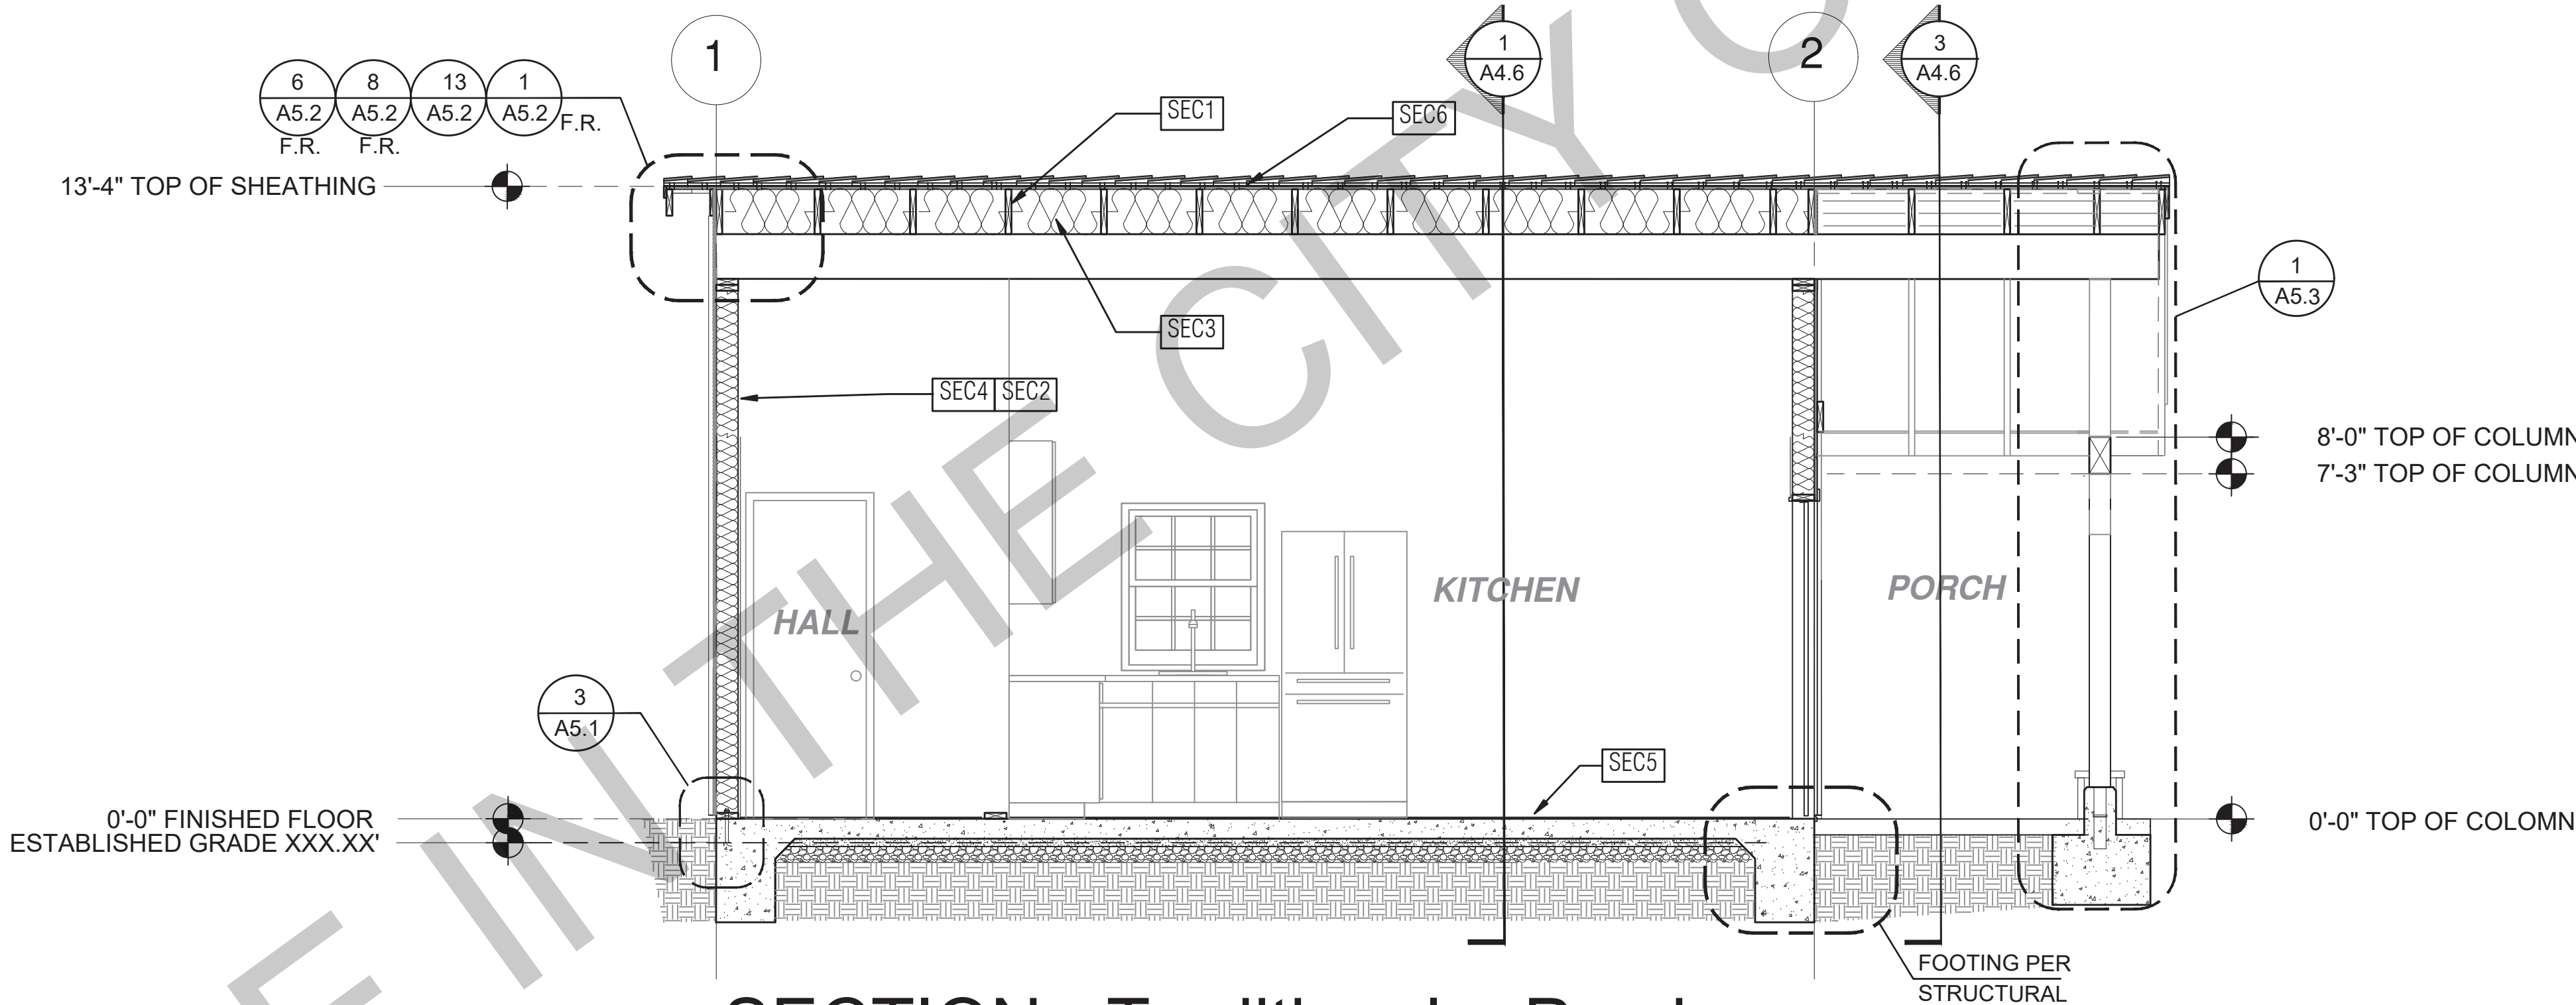 1
1
A4.6
2
3
A4.6
6
A5.2
F.R.
8
A5.2
F.R.
13
A5.2
1
A5.2
F.R.
SEC1
SEC6
13'-4" TOP OF SHEATHING
1
A5.3
SEC3
SEC4 SEC2
8'-0" TOP OF COLUMN
7'-3" TOP OF COLUMN
HALL
KITCHEN
PORCH
3
A5.1
SEC5
0'-0" FINISHED FLOOR
ESTABLISHED GRADE XXX.XX'
0'-0" TOP OF COLOMN
FOOTING PER
STRUCTURAL
IN THE CITY